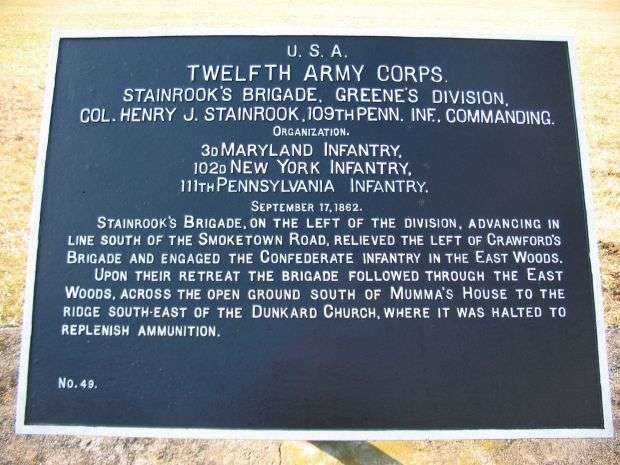 U.S.A.
TWELFTH ARMY CORPS.
STAINROOK'S BRIGADE, GREENE'S DIVISION,
COL. HENRY J. STAINROOK, 109TH PENN. INF., COMMANDING.
ORGANIZATION.
3D MARYLAND INFANTRY,
102D NEW YORK INFANTRY,
111TH PENNSYLVANIA INFANTRY.
SEPTEMBER 17, 1862.
STAINROOK'S BRIGADE, ON THE LEFT OF THE DIVISION, ADVANCING IN
LINE SOUTH OF THE SMOKETOWN ROAD, RELIEVED THE LEFT OF CRAWFORD'S
BRIGADE AND ENGAGED THE CONFEDERATE INFANTRY IN THE EAST WOODS.
UPON THEIR RETREAT THE BRIGADE FOLLOWED THROUGH THE EAST
WOODS, ACROSS THE OPEN GROUND SOUTH OF MUMMA'S HOUSE TO THE
RIDGE SOUTH-EAST OF THE DUNKARD CHURCH, WHERE IT WAS HALTED TO
REPLENISH AMMUNITION.
NO. 49.